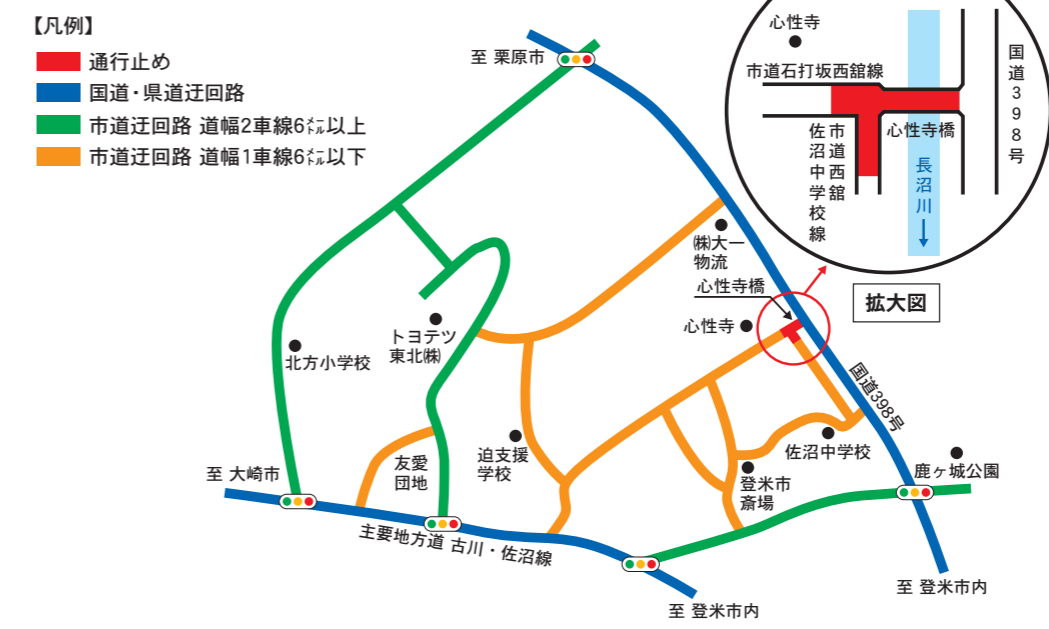 【凡例】
通行止め
国道・県道迂回路
市道迂回路 道幅2車線6㍍以上
市道迂回路 道幅1車線6㍍以下
至 栗原市
心性寺
市道石打坂西舘線
国道398号
心性寺橋
市道西舘
佐沼中学校線
長沼川
拡大図
㈱大一
物流
心性寺橋
心性寺
トヨテツ
東北㈱
北方小学校
国道398号
迫支援
学校
佐沼中学校
友愛
団地
登米市
斎場
鹿ヶ城公園
至 大崎市
主要地方道 古川・佐沼線
至 登米市内
至 登米市内